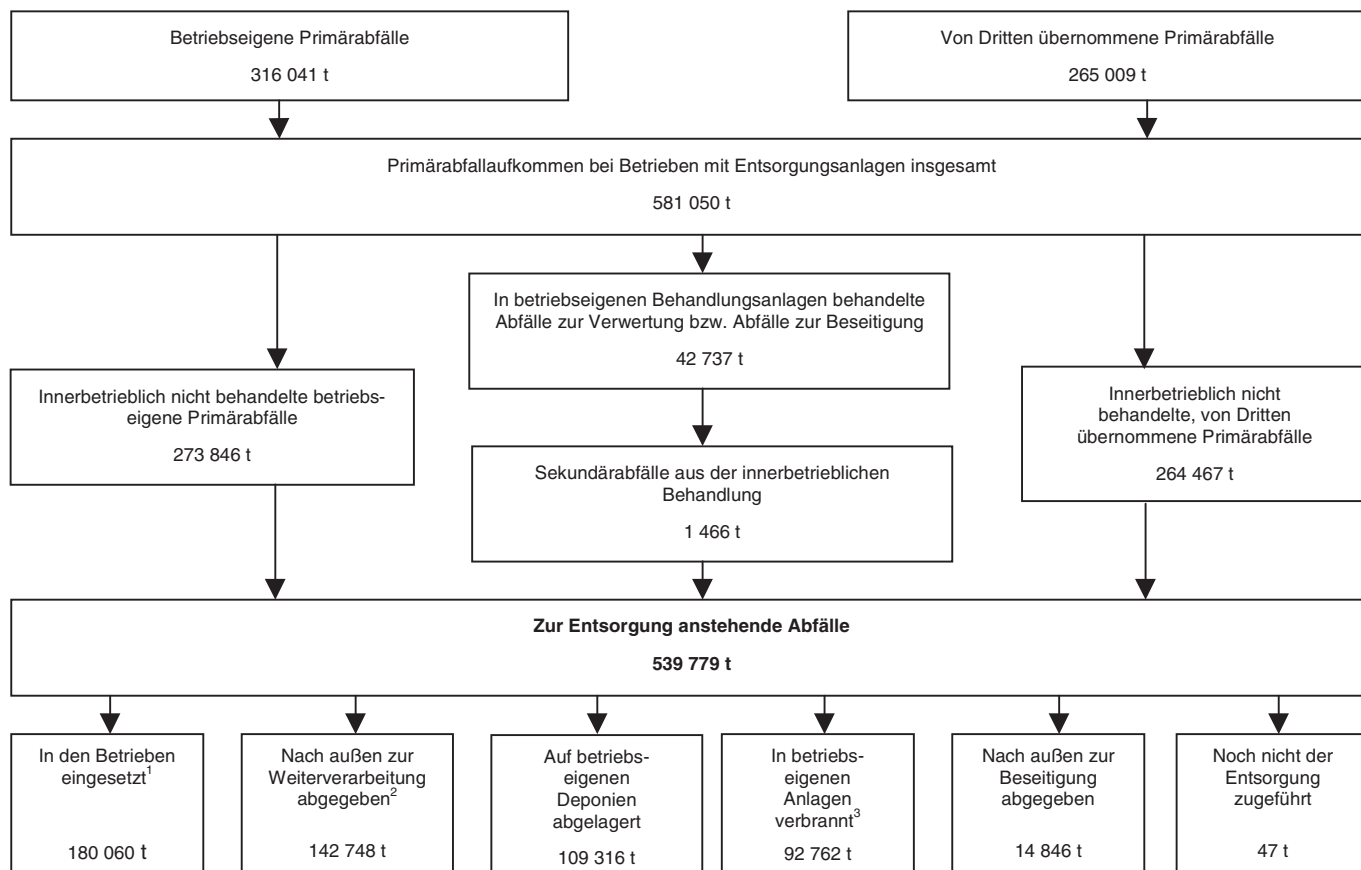 Betriebseigene Primärabfälle
316 041 t
Von Dritten übernommene Primärabfälle
265 009 t
Primärabfallaufkommen bei Betrieben mit Entsorgungsanlagen insgesamt
581 050 t
In betriebseigenen Behandlungsanlagen behandelte
Abfälle zur Verwertung bzw. Abfälle zur Beseitigung
42 737 t
Innerbetrieblich nicht behandelte betriebs-
eigene Primärabfälle
273 846 t
Innerbetrieblich nicht
behandelte, von Dritten
übernommene Primärabfälle
264 467 t
Sekundärabfälle aus der innerbetrieblichen
Behandlung
1 466 t
Zur Entsorgung anstehende Abfälle
539 779 t
In den Betrieben
eingesetzt¹
180 060 t
Nach außen zur
Weiterverarbeitung
abgegeben²
142 748 t
Auf betriebs-
eigenen
Deponien
abgelagert
109 316 t
In betriebs-
eigenen
Anlagen
verbrannt³
92 762 t
Nach außen zur
Beseitigung
abgegeben
14 846 t
Noch nicht der
Entsorgung
zugeführt
47 t